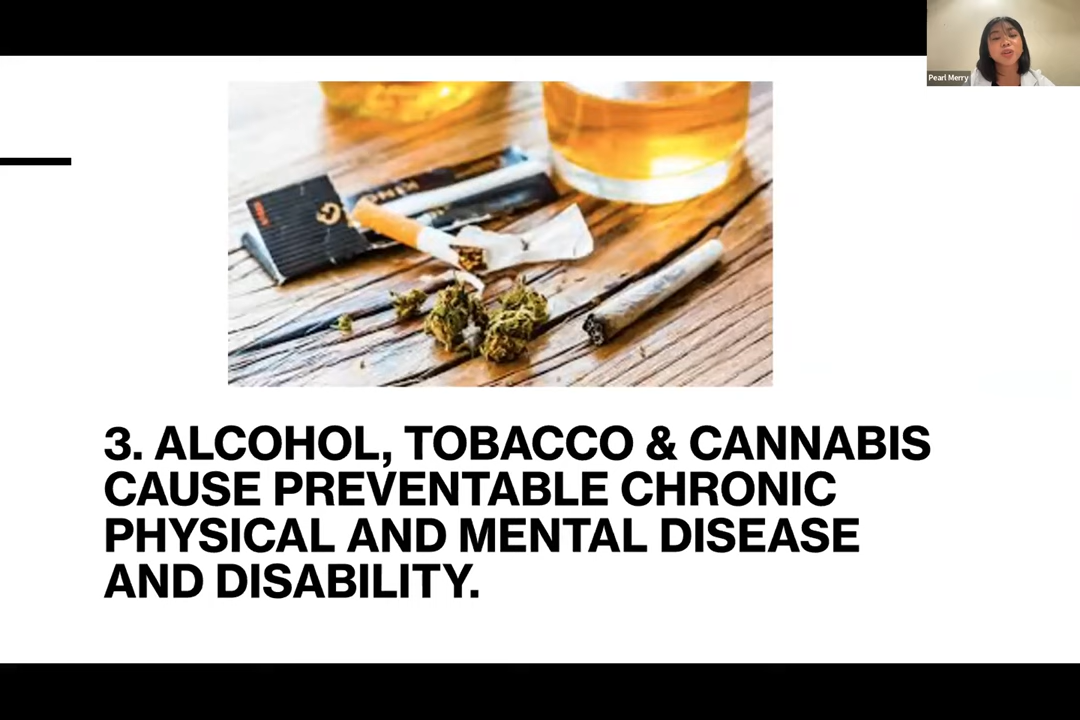 Pearl Merry
3. ALCOHOL, TOBACCO & CANNABIS
CAUSE PREVENTABLE CHRONIC
PHYSICAL AND MENTAL DISEASE
AND DISABILITY.